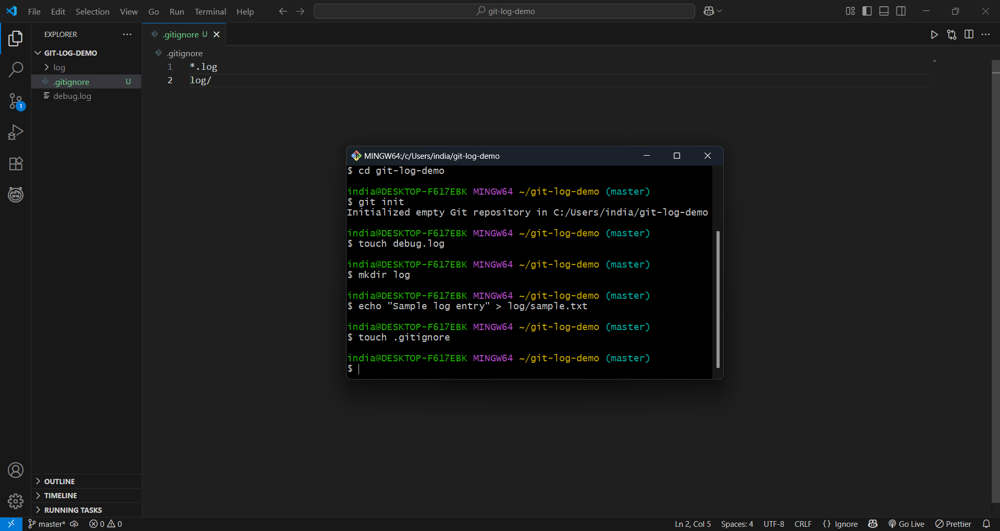 File Edit Selection View Go Run Terminal Help
git-log-demo
EXPLORER
GIT-LOG-DEMO
log
.gitignore U
debug.log
.gitignore U
.gitignore
1 *.log
2 log/
MINGW64:/c/Users/india/git-log-demo
$ cd git-log-demo
india@DESKTOP-F617EBK MINGW64 ~/git-log-demo (master)
$ git init
Initialized empty Git repository in C:/Users/india/git-log-demo
india@DESKTOP-F617EBK MINGW64 ~/git-log-demo (master)
$ touch debug.log
india@DESKTOP-F617EBK MINGW64 ~/git-log-demo (master)
$ mkdir log
india@DESKTOP-F617EBK MINGW64 ~/git-log-demo (master)
$ echo "Sample log entry" > log/sample.txt
india@DESKTOP-F617EBK MINGW64 ~/git-log-demo (master)
$ touch .gitignore
india@DESKTOP-F617EBK MINGW64 ~/git-log-demo (master)
$
1
OUTLINE
TIMELINE
RUNNING TASKS
master* 0 0
Ln 2, Col 5 Spaces: 4 UTF-8 CRLF {} Ignore Go Live Prettier